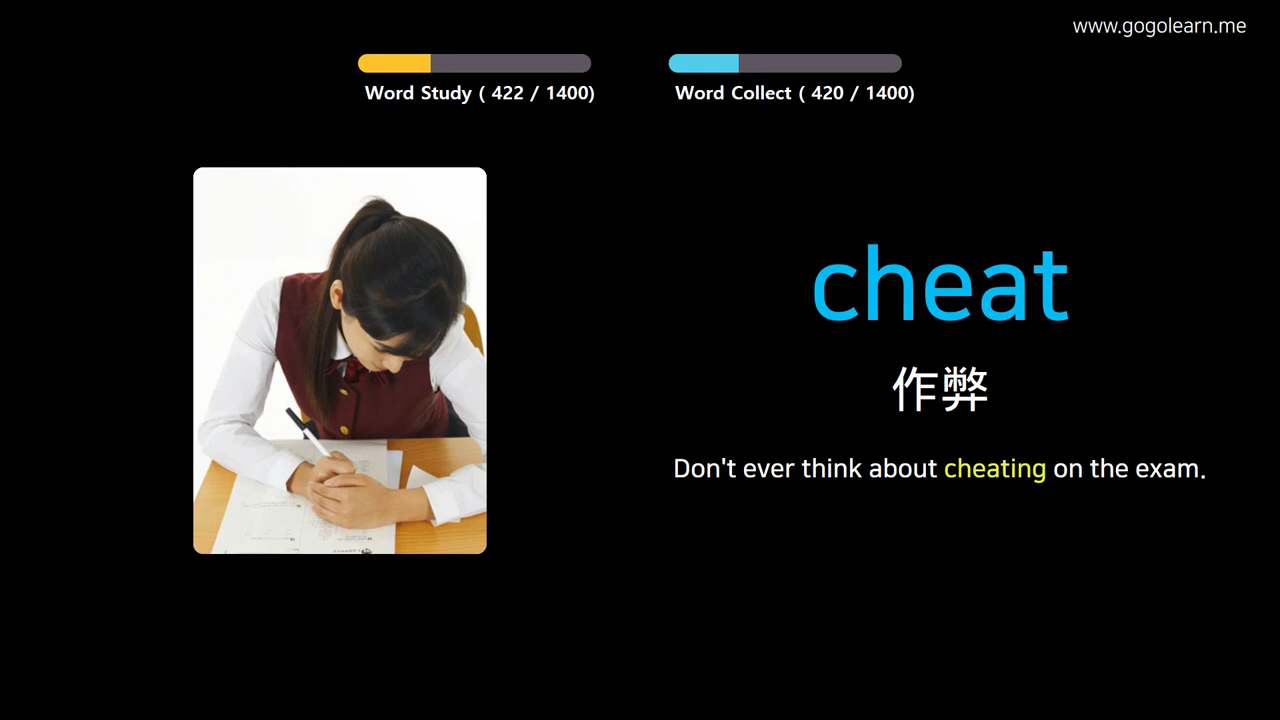 www.gogolearn.me
Word Study ( 422 / 1400)
Word Collect ( 420 / 1400)
cheat
作弊
Don't ever think about cheating on the exam.